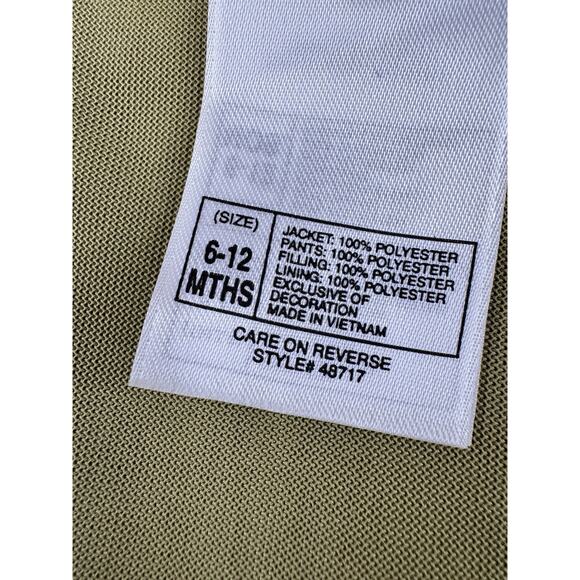 (SIZE)
6-12
MTHS
JACKET: 100% POLYESTER
PANTS: 100% POLYESTER
FILLING: 100% POLYESTER
LINING: 100% POLYESTER
EXCLUSIVE OF
DECORATION
MADE IN VIETNAM
CARE ON REVERSE
STYLE# 48717